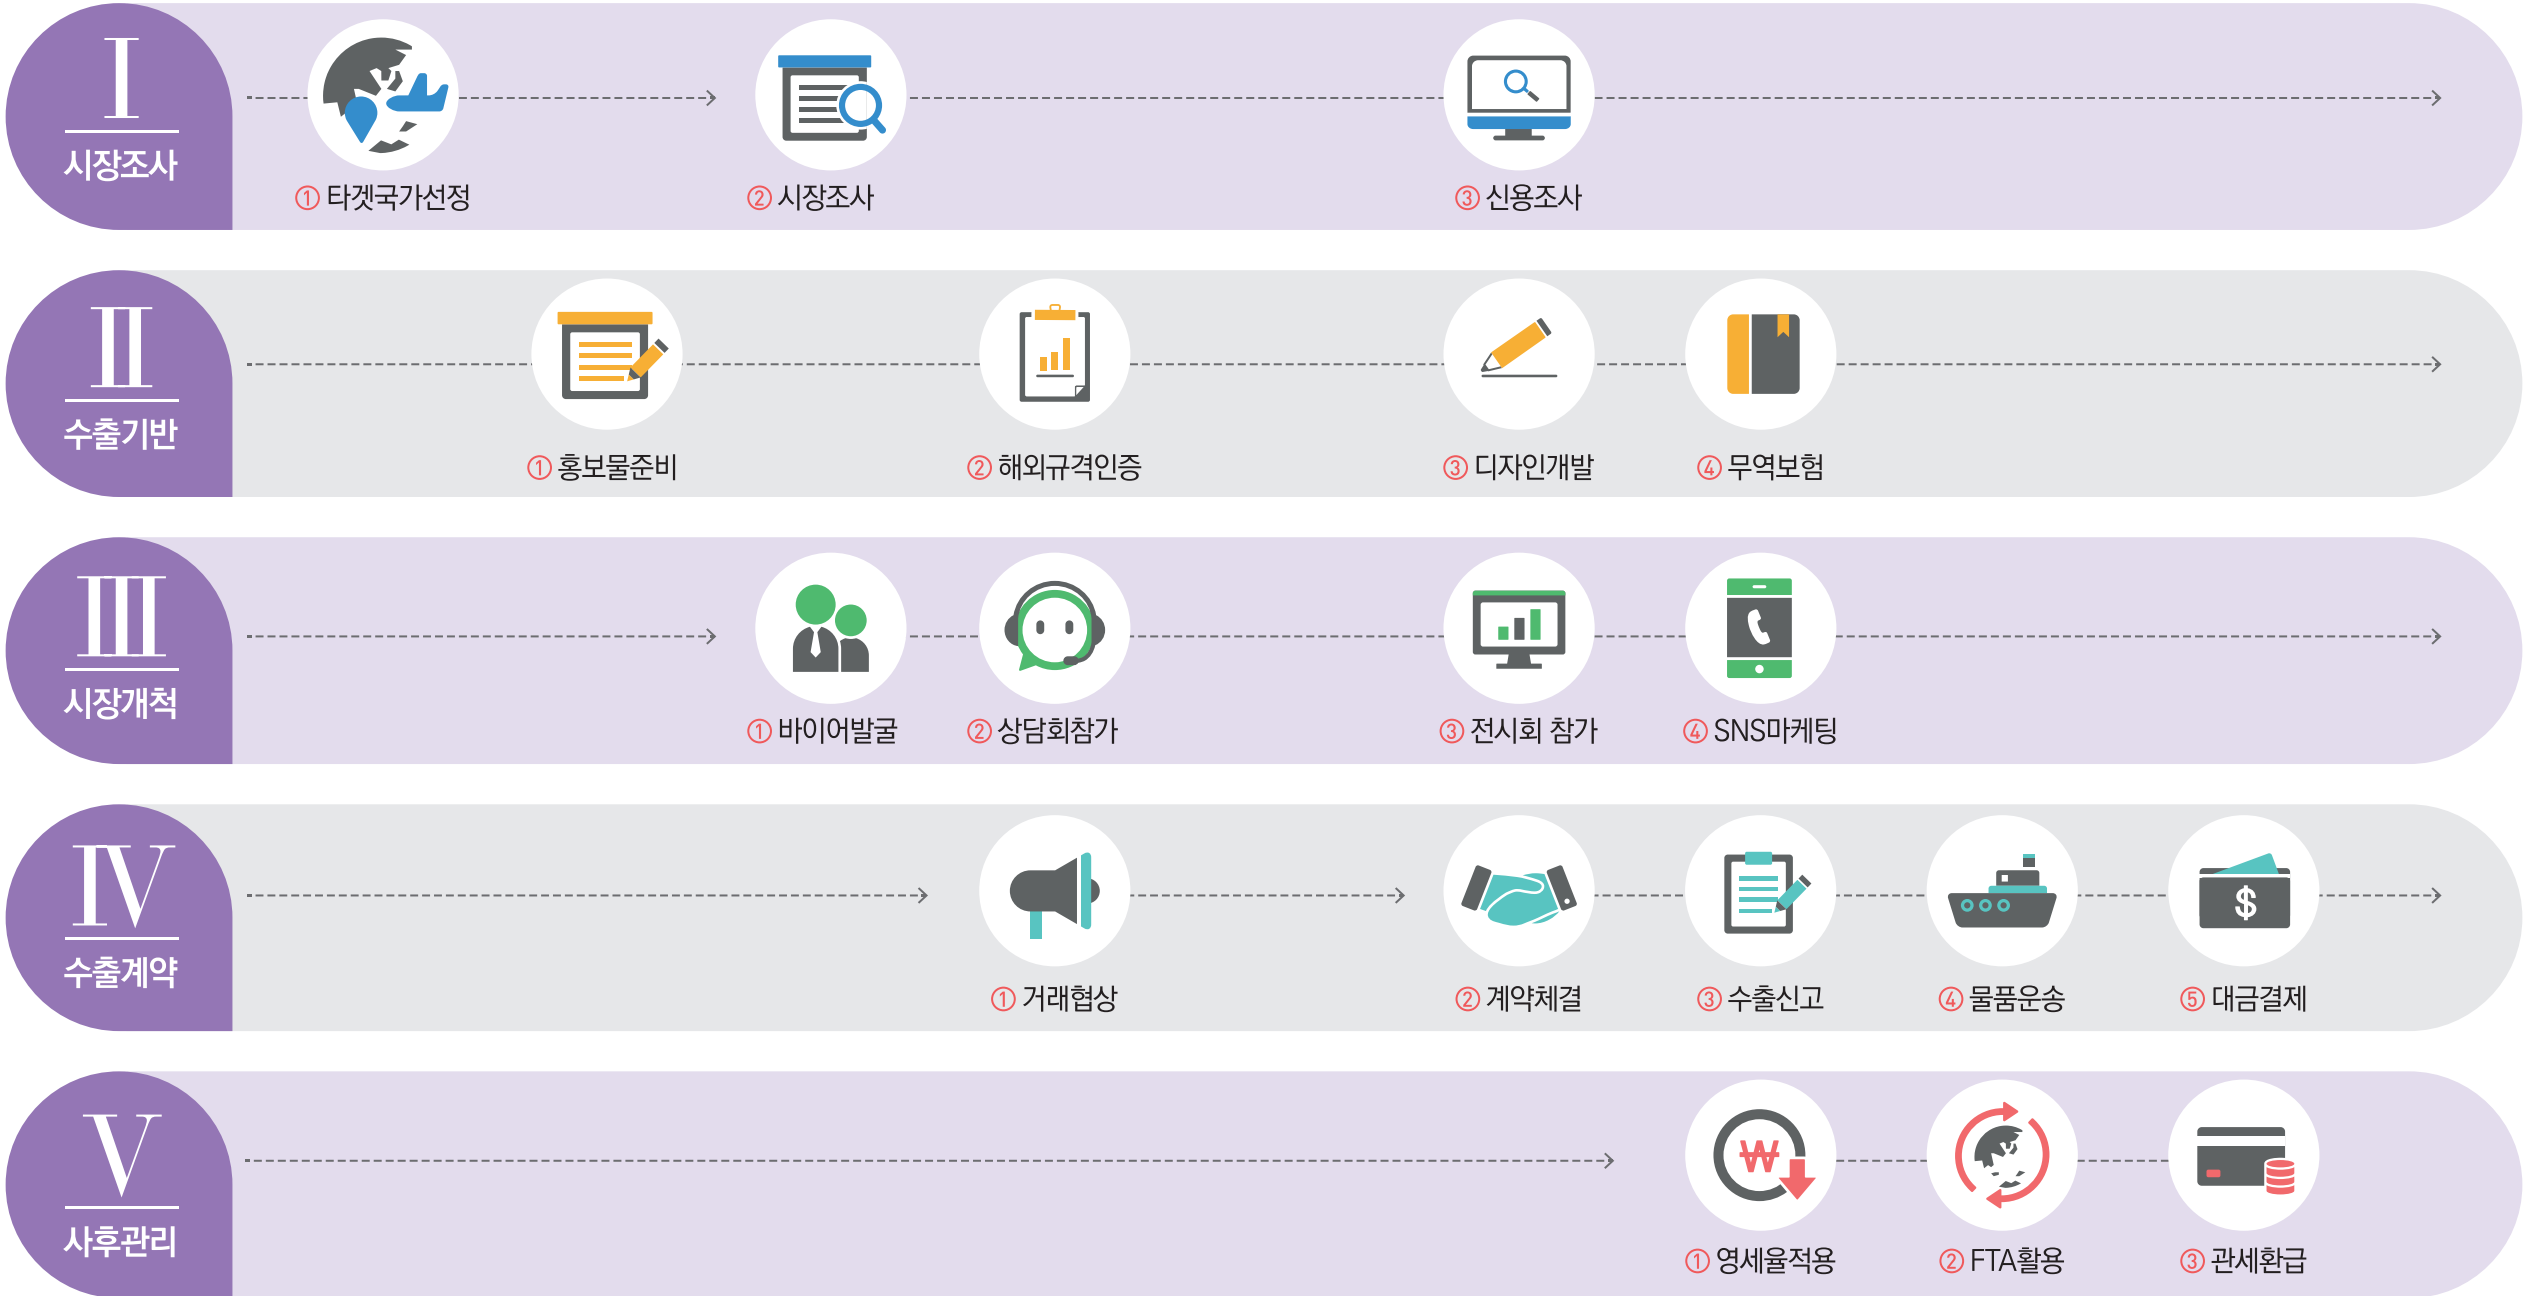 Ⅰ
시장조사
① 타겟국가선정
② 시장조사
③ 신용조사
Ⅱ
수출기반
① 홍보물준비
② 해외규격인증
③ 디자인개발
④ 무역보험
Ⅲ
시장개척
① 바이어발굴
② 상담회참가
③ 전시회 참가
④ SNS마케팅
Ⅳ
수출계약
① 거래협상
② 계약체결
③ 수출신고
④ 물품운송
$
⑤ 대금결제
Ⅴ
사후관리
₩
① 영세율적용
② FTA활용
③ 관세환급